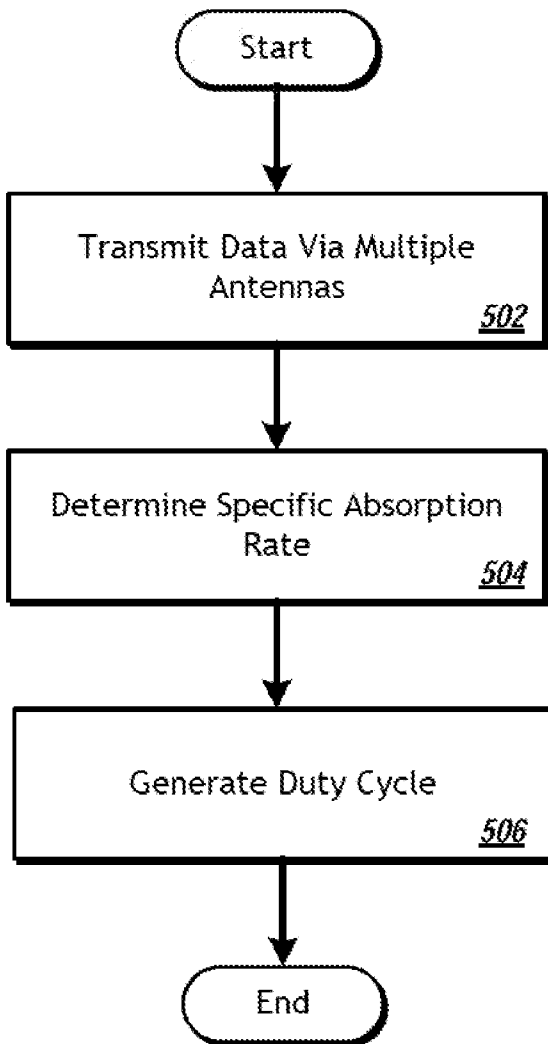 Start
Transmit Data Via Multiple
Antennas
502
Determine Specific Absorption
Rate
504
Generate Duty Cycle
506
End